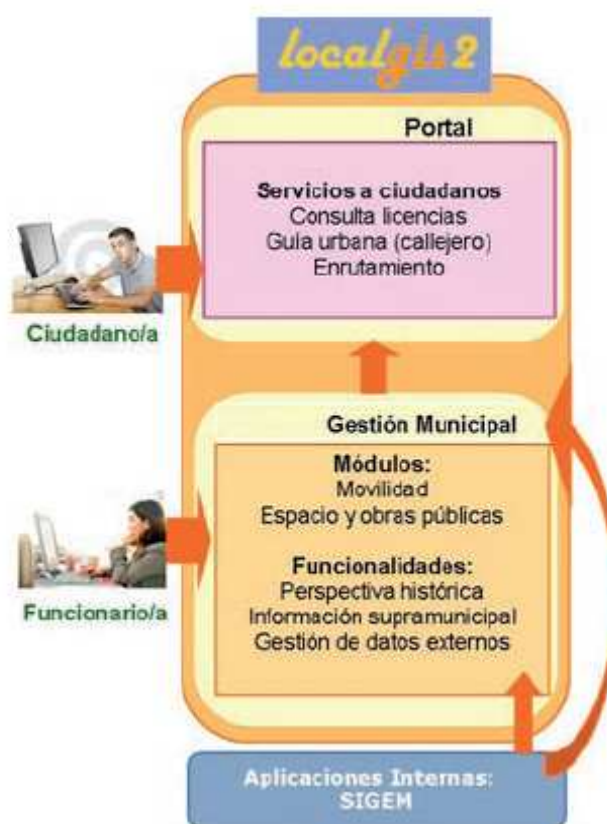 localgis2
Portal
Servicios a ciudadanos
Consulta licencias
Guía urbana (callejero)
Enrutamiento
Ciudadano/a
Gestión Municipal
Módulos:
Movilidad
Espacio y obras públicas
Funcionalidades:
Perspectiva histórica
Información supramunicipal
Gestión de datos externos
Funcionario/a
Aplicaciones Internas:
SIGEM